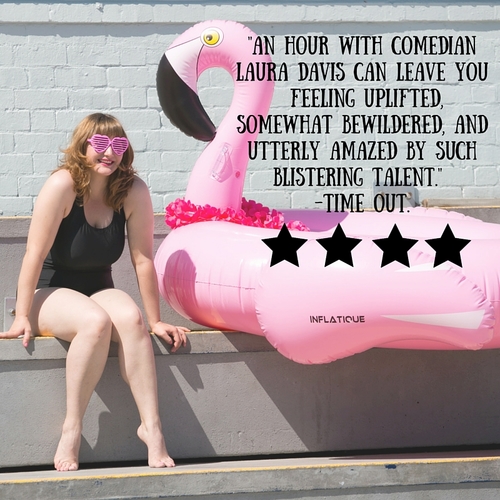 "AN HOUR WITH COMEDIAN
LAURA DAVIS CAN LEAVE YOU
FEELING UPLIFTED,
SOMEWHAT BEWILDERED, AND
UTTERLY AMAZED BY SUCH
BLISTERING TALENT."
-TIME OUT.
INFLATIQUE